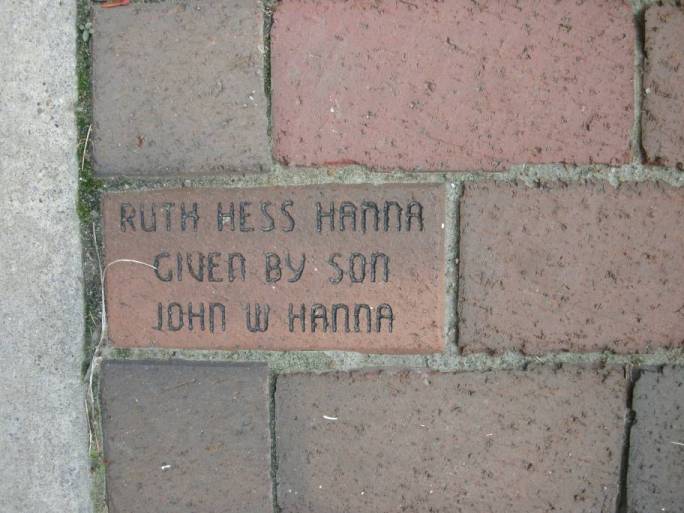 RUTH HESS HANNA
GIVEN BY SON
JOHN W HANNA